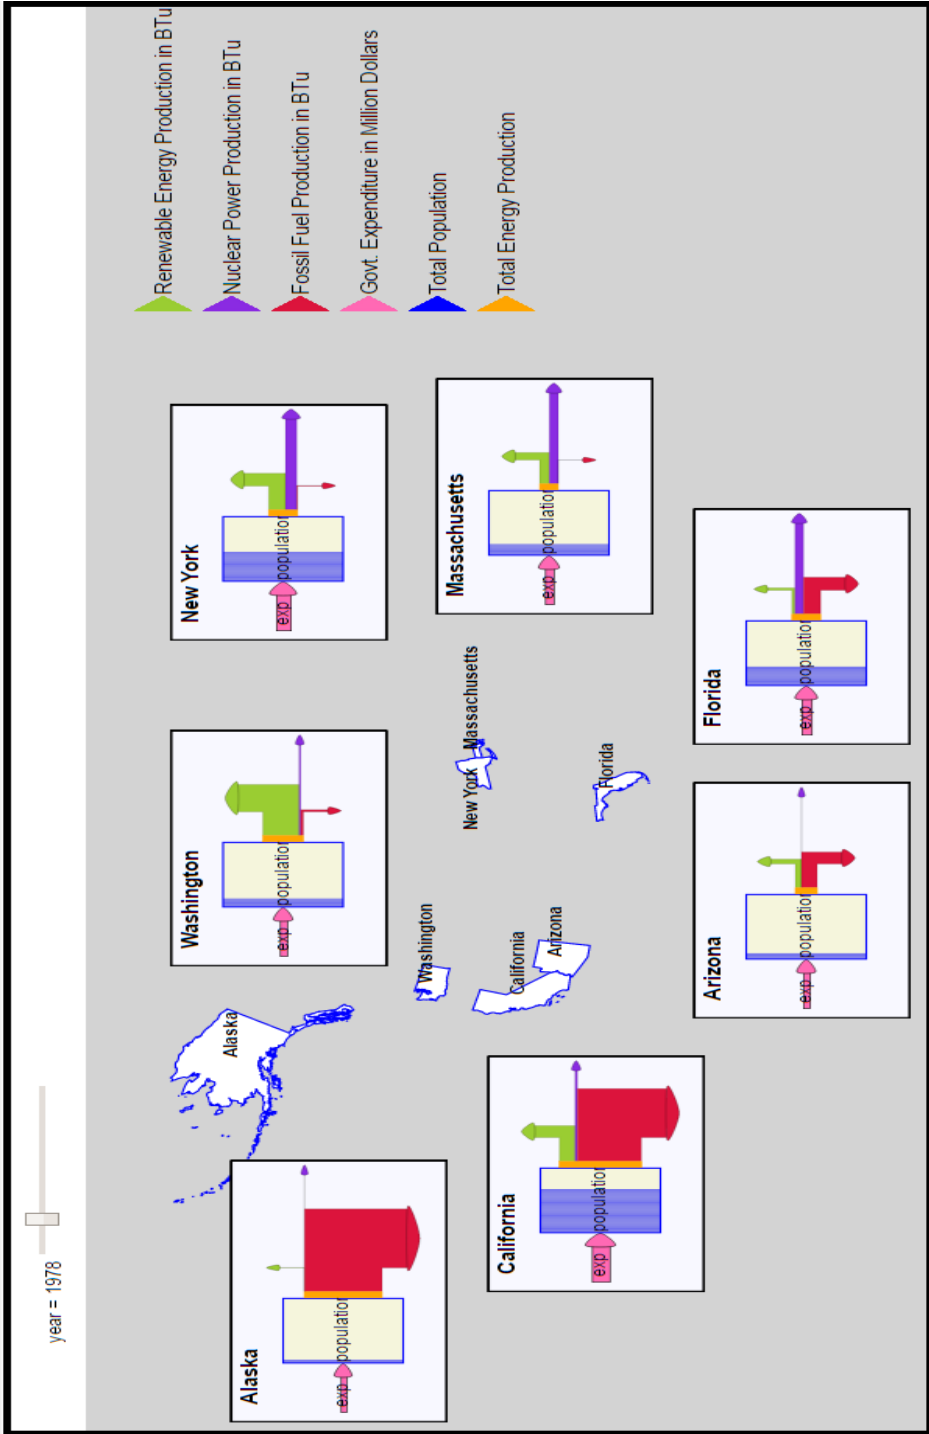 year = 1978
Renewable Energy Production in BTu
Nuclear Power Production in BTu
Fossil Fuel Production in BTu
Govt. Expenditure in Million Dollars
Total Population
Total Energy Production
Alaska
exp
population
Washington
exp
population
New York
exp
population
California
exp
population
Massachusetts
exp
population
Arizona
exp
population
Florida
exp
population
Alaska
Washington
California
Arizona
New York
Massachusetts
Florida